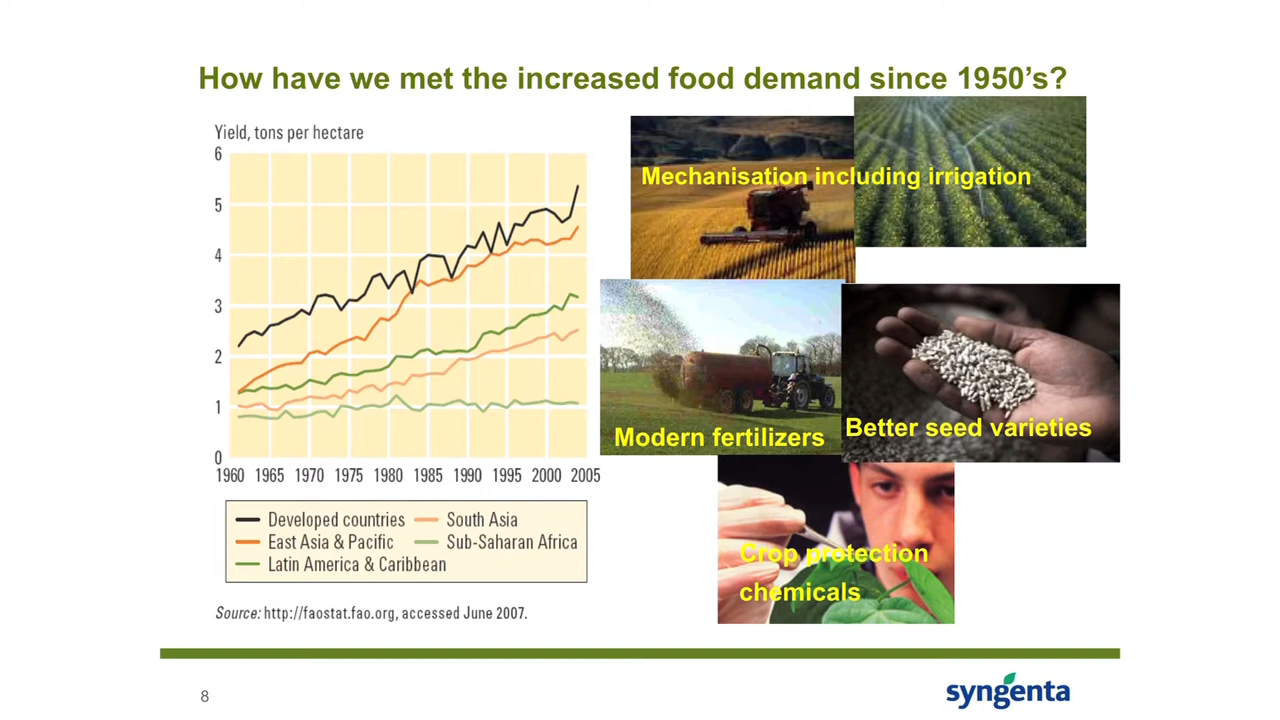 How have we met the increased food demand since 1950’s?
Yield, tons per hectare
6
5
4
3
2
1
0
1960 1965 1970 1975 1980 1985 1990 1995 2000 2005
Developed countries
South Asia
East Asia & Pacific
Sub-Saharan Africa
Latin America & Caribbean
Source: http://faostat.fao.org, accessed June 2007.
Mechanisation including irrigation
Modern fertilizers
Better seed varieties
Crop protection
chemicals
8
syngenta